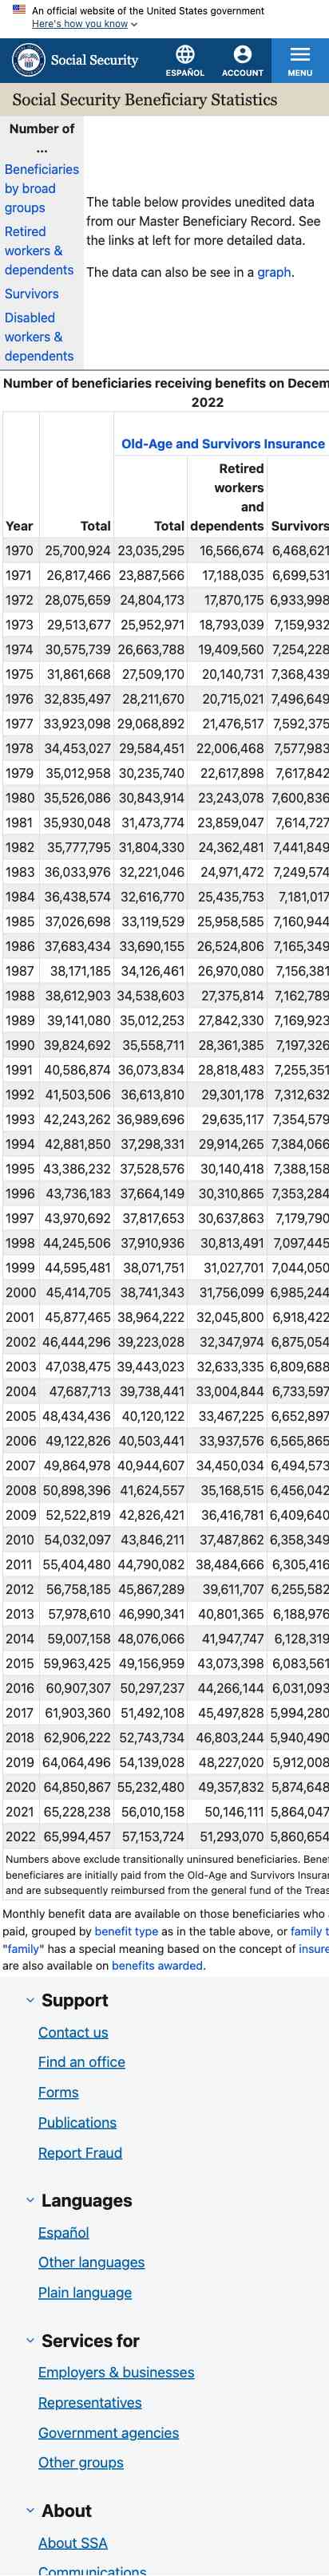 An official website of the United States government
Here's how you know
Social Security
ESPAÑOL
ACCOUNT
MENU
Social Security Beneficiary Statistics
Number of
...
Beneficiaries
by broad
groups
Retired
workers &
dependents
Survivors
Disabled
workers &
dependents
The table below provides unedited data
from our Master Beneficiary Record. See
the links at left for more detailed data.
The data can also be see in a graph.
Number of beneficiaries receiving benefits on Decem
2022
Old-Age and Survivors Insurance
Year Total Total Retired workers and dependents Survivors
1970 25,700,924 23,035,295 16,566,674 6,468,621
1971 26,817,466 23,887,566 17,188,035 6,699,531
1972 28,075,659 24,804,173 17,870,175 6,933,998
1973 29,513,677 25,952,971 18,793,039 7,159,932
1974 30,575,739 26,663,788 19,409,560 7,254,228
1975 31,861,668 27,509,170 20,140,731 7,368,439
1976 32,835,497 28,211,670 20,715,021 7,496,649
1977 33,923,098 29,068,892 21,476,517 7,592,375
1978 34,453,027 29,584,451 22,006,468 7,577,983
1979 35,012,958 30,235,740 22,617,898 7,617,842
1980 35,526,086 30,843,914 23,243,078 7,600,836
1981 35,930,048 31,473,774 23,859,047 7,614,727
1982 35,777,795 31,804,330 24,362,481 7,441,849
1983 36,033,976 32,221,046 24,971,472 7,249,574
1984 36,438,574 32,616,770 25,435,753 7,181,017
1985 37,026,698 33,119,529 25,958,585 7,160,944
1986 37,683,434 33,690,155 26,524,806 7,165,349
1987 38,171,185 34,126,461 26,970,080 7,156,381
1988 38,612,903 34,538,603 27,375,814 7,162,789
1989 39,141,080 35,012,253 27,842,330 7,169,923
1990 39,824,692 35,558,711 28,361,385 7,197,326
1991 40,586,874 36,073,834 28,818,483 7,255,351
1992 41,503,506 36,613,810 29,301,178 7,312,632
1993 42,243,262 36,989,696 29,635,117 7,354,579
1994 42,881,850 37,298,331 29,914,265 7,384,066
1995 43,386,232 37,528,576 30,140,418 7,388,158
1996 43,736,183 37,664,149 30,310,865 7,353,284
1997 43,970,692 37,817,653 30,637,863 7,179,790
1998 44,245,506 37,910,936 30,813,491 7,097,445
1999 44,595,481 38,071,751 31,027,701 7,044,050
2000 45,414,705 38,741,343 31,756,099 6,985,244
2001 45,877,465 38,964,222 32,045,800 6,918,422
2002 46,444,296 39,223,028 32,347,974 6,875,054
2003 47,038,475 39,443,023 32,633,335 6,809,688
2004 47,687,713 39,738,441 33,004,844 6,733,597
2005 48,434,436 40,120,122 33,467,225 6,652,897
2006 49,122,826 40,503,441 33,937,576 6,565,865
2007 49,864,978 40,944,607 34,450,034 6,494,573
2008 50,898,396 41,624,557 35,168,515 6,456,042
2009 52,522,819 42,826,421 36,416,781 6,409,640
2010 54,032,097 43,846,211 37,487,862 6,358,349
2011 55,404,480 44,790,082 38,484,666 6,305,416
2012 56,758,185 45,867,289 39,611,707 6,255,582
2013 57,978,610 46,990,341 40,801,365 6,188,976
2014 59,007,158 48,076,066 41,947,747 6,128,319
2015 59,963,425 49,156,959 43,073,398 6,083,561
2016 60,907,307 50,297,237 44,266,144 6,031,093
2017 61,903,360 51,492,108 45,497,828 5,994,280
2018 62,906,222 52,743,734 46,803,244 5,940,490
2019 64,064,496 54,139,028 48,227,020 5,912,008
2020 64,850,867 55,232,480 49,357,832 5,874,648
2021 65,228,238 56,010,158 50,146,111 5,864,047
2022 65,994,457 57,153,724 51,293,070 5,860,654
Numbers above exclude transitionally uninsured beneficiaries. Benef
beneficiares are initially paid from the Old-Age and Survivors Insuran
and are subsequently reimbursed from the general fund of the Treas
Monthly benefit data are available on those beneficiaries who
paid, grouped by benefit type as in the table above, or family t
"family" has a special meaning based on the concept of insure
are also available on benefits awarded.
Support
Contact us
Find an office
Forms
Publications
Report Fraud
Languages
Español
Other languages
Plain language
Services for
Employers & businesses
Representatives
Government agencies
Other groups
About
About SSA
Communications